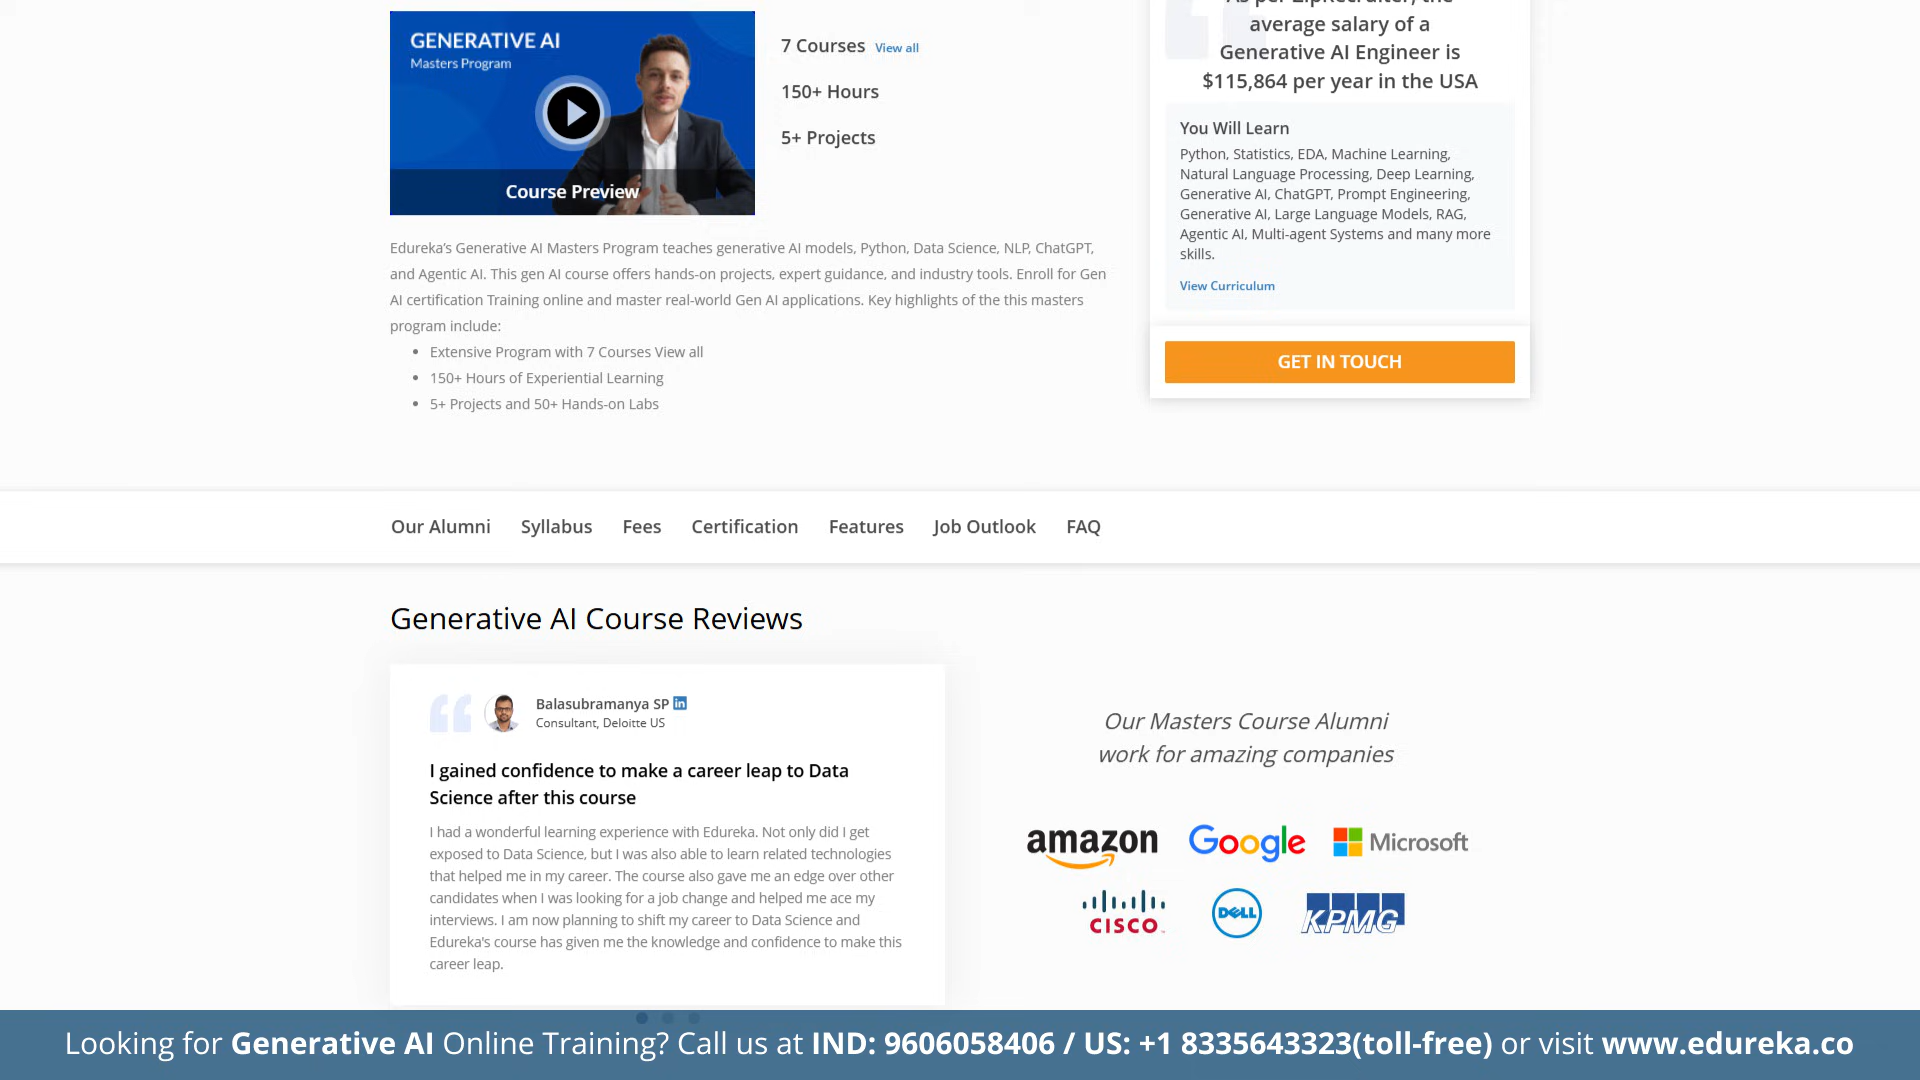 GENERATIVE AI
Masters Program
Course Preview
7 Courses View all
150+ Hours
5+ Projects
Edureka’s Generative AI Masters Program teaches generative AI models, Python, Data Science, NLP, ChatGPT,
and Agentic AI. This gen AI course offers hands-on projects, expert guidance, and industry tools. Enroll for Gen
AI certification Training online and master real-world Gen AI applications. Key highlights of the this masters
program include:
• Extensive Program with 7 Courses View all
• 150+ Hours of Experiential Learning
• 5+ Projects and 50+ Hands-on Labs
As per ZipRecruiter, the
average salary of a
Generative AI Engineer is
$115,864 per year in the USA
You Will Learn
Python, Statistics, EDA, Machine Learning,
Natural Language Processing, Deep Learning,
Generative AI, ChatGPT, Prompt Engineering,
Generative AI, Large Language Models, RAG,
Agentic AI, Multi-agent Systems and many more
skills.
View Curriculum
GET IN TOUCH
Our Alumni Syllabus Fees Certification Features Job Outlook FAQ
Generative AI Course Reviews
Balasubramanya SP in
Consultant, Deloitte US
I gained confidence to make a career leap to Data
Science after this course
I had a wonderful learning experience with Edureka. Not only did I get
exposed to Data Science, but I was also able to learn related technologies
that helped me in my career. The course also gave me an edge over other
candidates when I was looking for a job change and helped me ace my
interviews. I am now planning to shift my career to Data Science and
Edureka's course has given me the knowledge and confidence to make this
career leap.
Our Masters Course Alumni
work for amazing companies
amazon Google Microsoft
CISCO DELL KPMG
Looking for Generative AI Online Training? Call us at IND: 9606058406 / US: +1 8335643323(toll-free) or visit www.edureka.co